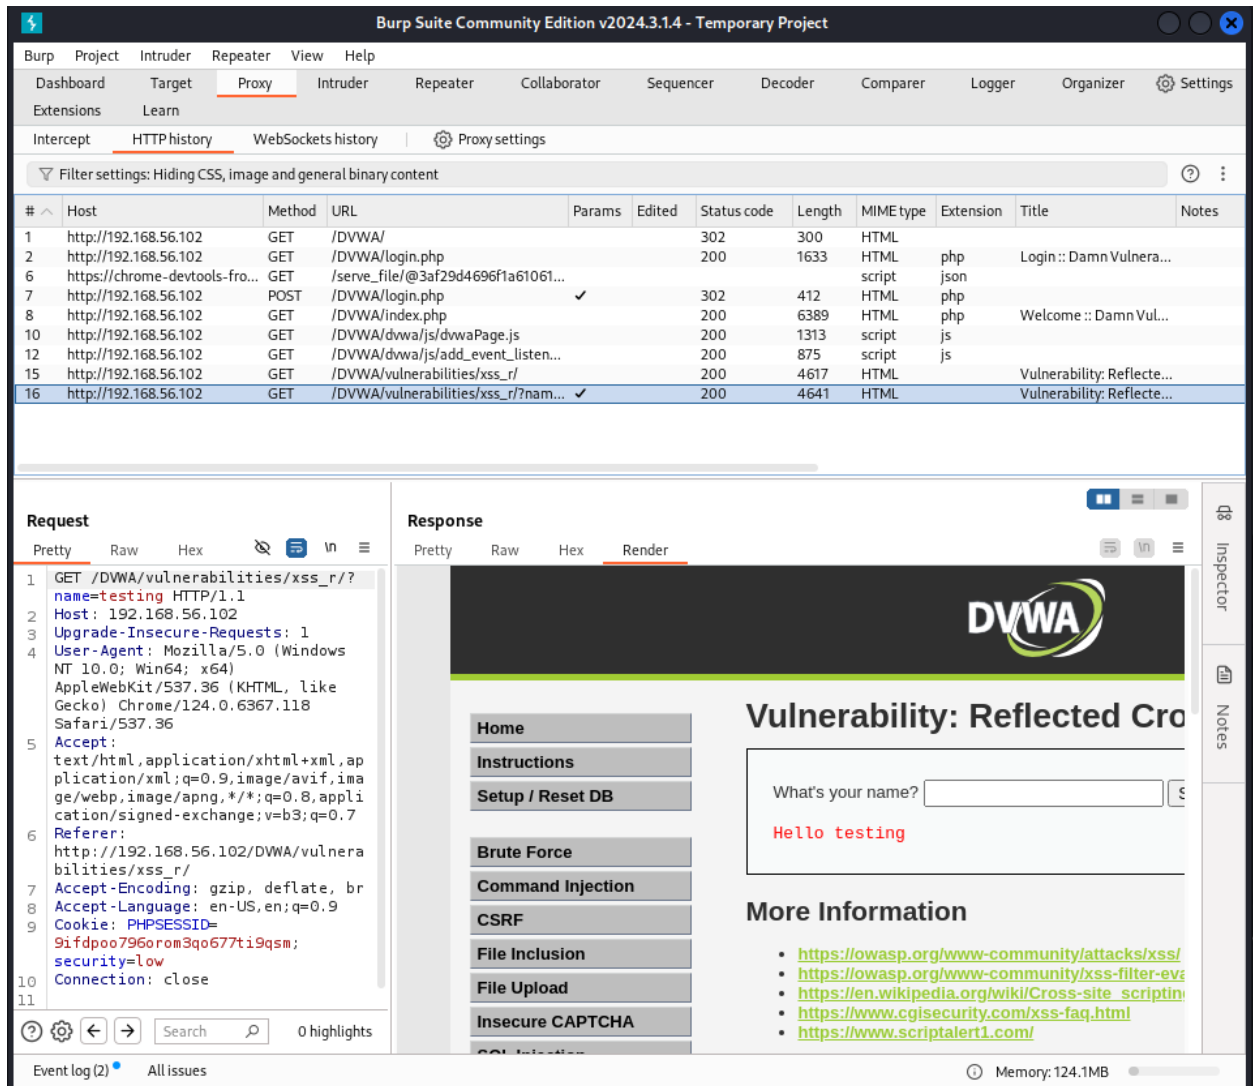 Burp Suite Community Edition v2024.3.1.4 - Temporary Project
Burp Project Intruder Repeater View Help
Dashboard Target Proxy Intruder Repeater Collaborator Sequencer Decoder Comparer Logger Organizer Settings
Extensions Learn
Intercept HTTP history WebSockets history Proxy settings
Filter settings: Hiding CSS, image and general binary content
# Host Method URL Params Edited Status code Length MIME type Extension Title Notes
1 http://192.168.56.102 GET /DVWA/ 302 300 HTML
2 http://192.168.56.102 GET /DVWA/login.php 200 1633 HTML php Login :: Damn Vulnera...
6 https://chrome-devtools-fro... GET /serve_file/@3af29d4696f1a61061... script json
7 http://192.168.56.102 POST /DVWA/login.php ✓ 302 412 HTML php
8 http://192.168.56.102 GET /DVWA/index.php 200 6389 HTML php Welcome :: Damn Vul...
10 http://192.168.56.102 GET /DVWA/dvwa/js/dvwaPage.js 200 1313 script js
12 http://192.168.56.102 GET /DVWA/dvwa/js/add_event_listen... 200 875 script js
15 http://192.168.56.102 GET /DVWA/vulnerabilities/xss_r/ 200 4617 HTML Vulnerability: Reflecte...
16 http://192.168.56.102 GET /DVWA/vulnerabilities/xss_r/?nam... ✓ 200 4641 HTML Vulnerability: Reflecte...
Request
Pretty Raw Hex \n
1 GET /DVWA/vulnerabilities/xss_r/?
name=testing HTTP/1.1
2 Host: 192.168.56.102
3 Upgrade-Insecure-Requests: 1
4 User-Agent: Mozilla/5.0 (Windows
NT 10.0; Win64; x64)
AppleWebKit/537.36 (KHTML, like
Gecko) Chrome/124.0.6367.118
Safari/537.36
5 Accept:
text/html,application/xhtml+xml,ap
plication/xml;q=0.9,image/avif,ima
ge/webp,image/apng,*/*;q=0.8,appli
cation/signed-exchange;v=b3;q=0.7
6 Referer:
http://192.168.56.102/DVWA/vulnera
bilities/xss_r/
7 Accept-Encoding: gzip, deflate, br
8 Accept-Language: en-US,en;q=0.9
9 Cookie: PHPSESSID=
9ifdpoo796orom3qo677ti9qsm;
security=low
10 Connection: close
11
Search 0 highlights
Response
Pretty Raw Hex Render \n
DVWA
Home
Instructions
Setup / Reset DB
Brute Force
Command Injection
CSRF
File Inclusion
File Upload
Insecure CAPTCHA
SQL Injection
Vulnerability: Reflected Cro
What's your name? S
Hello testing
More Information
https://owasp.org/www-community/attacks/xss/
https://owasp.org/www-community/xss-filter-eva
https://en.wikipedia.org/wiki/Cross-site_scripting
https://www.cgisecurity.com/xss-faq.html
https://www.scriptalert1.com/
Inspector
Notes
Event log (2) All issues Memory: 124.1MB